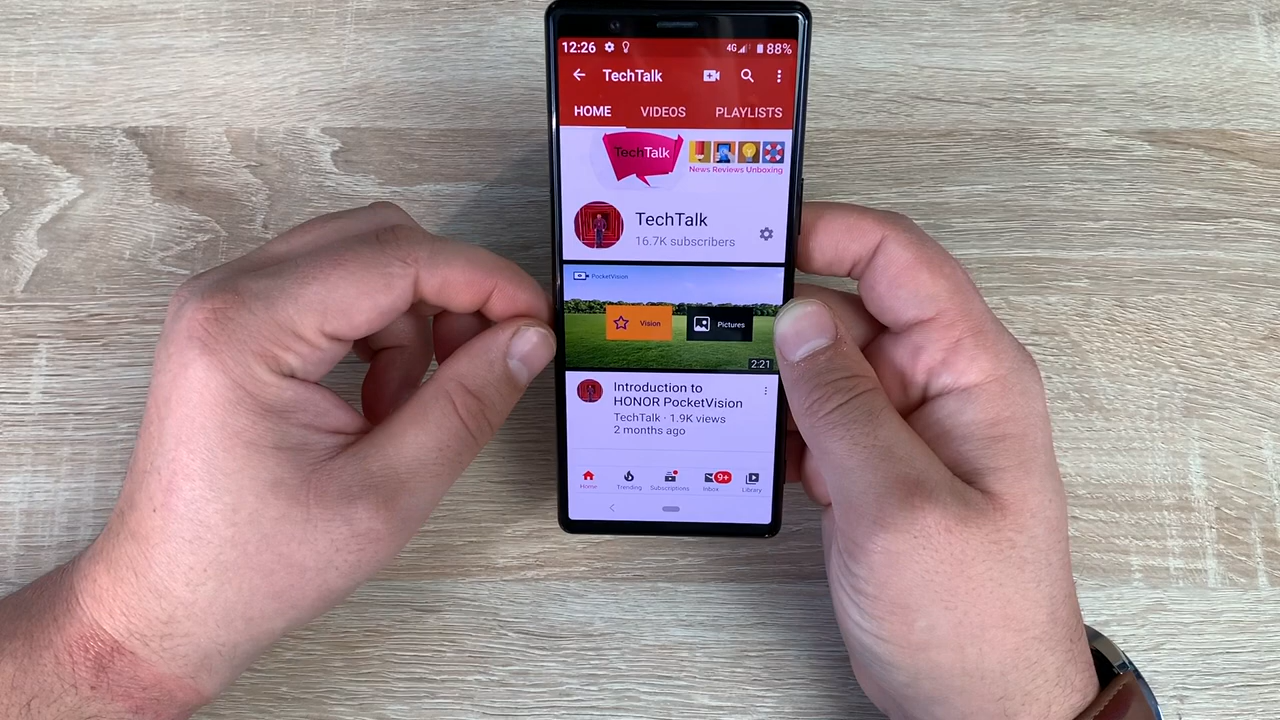 12:26 4G 88%
TechTalk
HOME VIDEOS PLAYLISTS
TechTalk
News Reviews Unboxing
TechTalk
16.7K subscribers
PocketVision
Vision Pictures
2:21
Introduction to
HONOR PocketVision
TechTalk · 1.9K views
2 months ago
9+
Home Trending Subscriptions Inbox Library